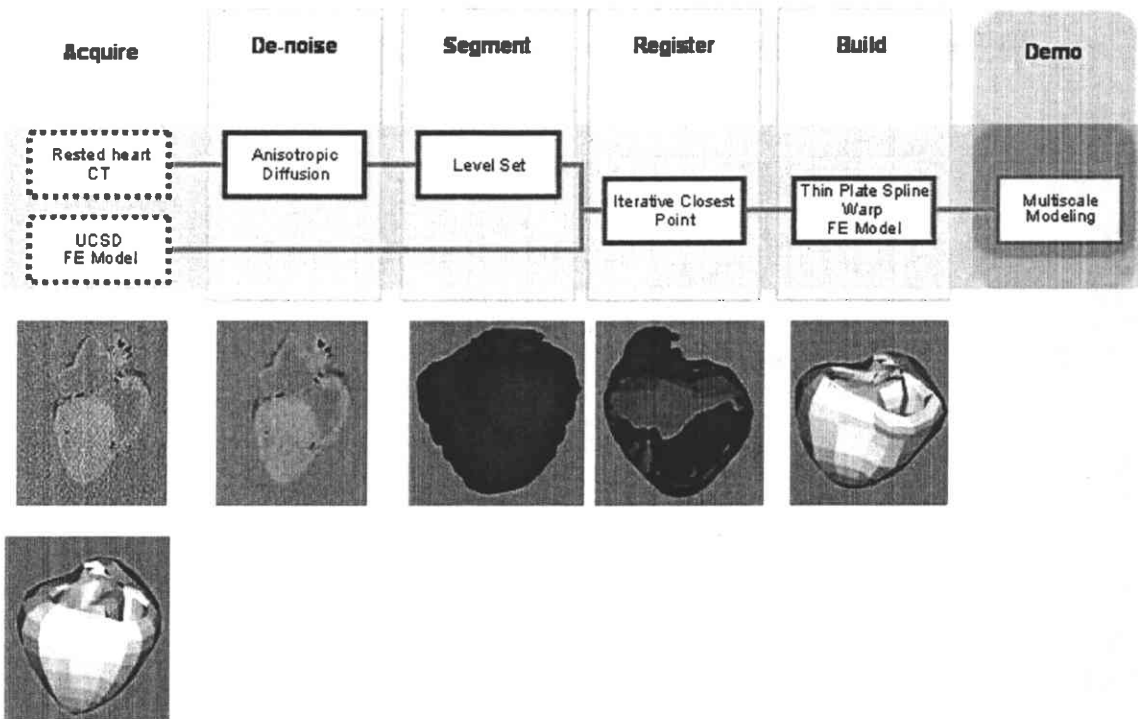 Acquire
De-noise
Segment
Register
Build
Demo
Rested heart
CT
Anisotropic
Diffusion
Level Set
UCSD
FE Model
Iterative Closest
Point
Thin Plate Spline
Warp
FE Model
Multiscale
Modeling